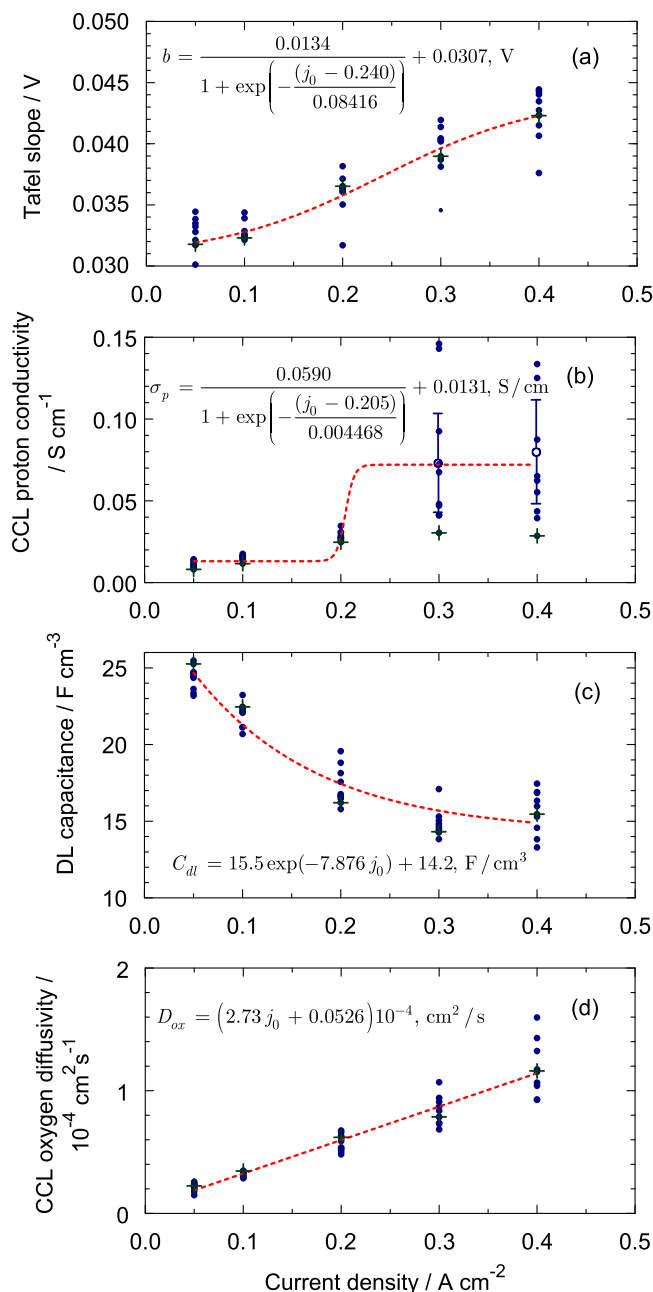 0.050
0.045
0.040
0.035
0.030
Tafel slope / V
b = 0.0134 / (1 + exp(−(j₀ − 0.240) / 0.08416)) + 0.0307, V
(a)
0.0 0.1 0.2 0.3 0.4 0.5
0.15
0.10
0.05
0.00
CCL proton conductivity
/ S cm⁻¹
σₚ = 0.0590 / (1 + exp(−(j₀ − 0.205) / 0.004468)) + 0.0131, S/cm
(b)
0.0 0.1 0.2 0.3 0.4 0.5
25
20
15
10
DL capacitance / F cm⁻³
(c)
C_dl = 15.5 exp(−7.876 j₀) + 14.2, F/cm³
0.0 0.1 0.2 0.3 0.4 0.5
2
1
0
CCL oxygen diffusivity /
10⁻⁴ cm²s⁻¹
D_ox = (2.73 j₀ + 0.0526)10⁻⁴, cm²/s
(d)
0.0 0.1 0.2 0.3 0.4 0.5
Current density / A cm⁻²